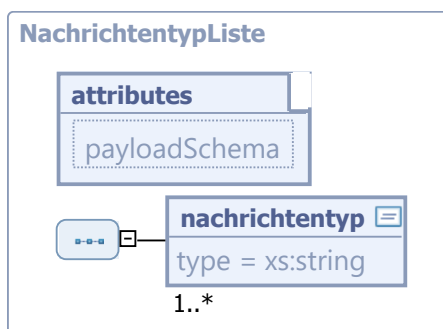 NachrichtentypListe
attributes
payloadSchema
nachrichtentyp
type = xs:string
1..*